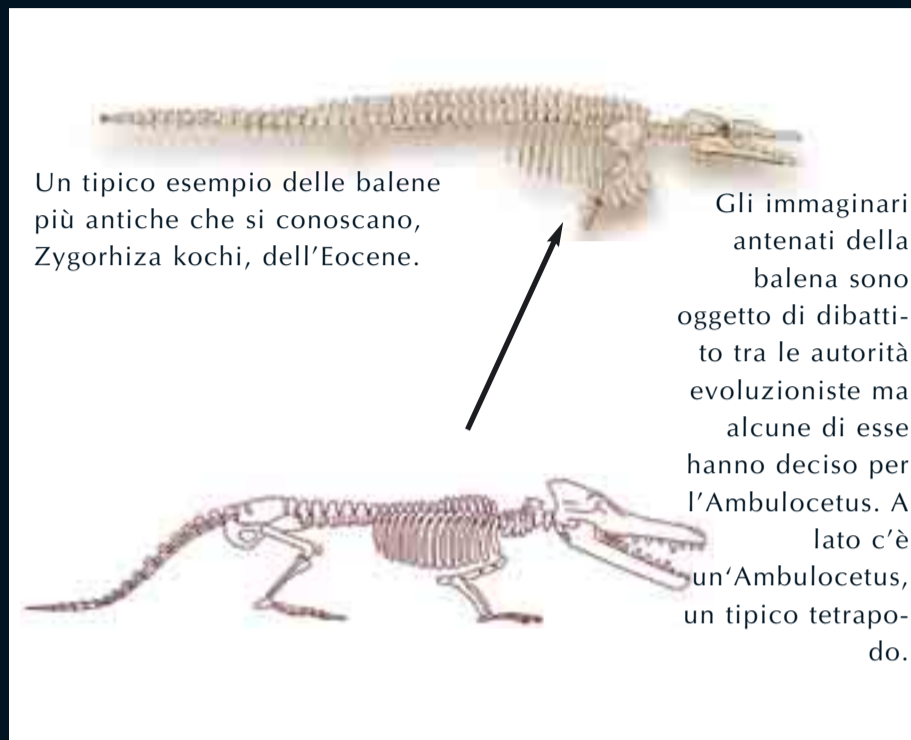 Un tipico esempio delle balene
più antiche che si conoscano,
Zygorhiza kochi, dell'Eocene.
Gli immaginari
antenati della
balena sono
oggetto di dibatti-
to tra le autorità
evoluzioniste ma
alcune di esse
hanno deciso per
l'Ambulocetus. A
lato c'è
un‘Ambulocetus,
un tipico tetrapo-
do.